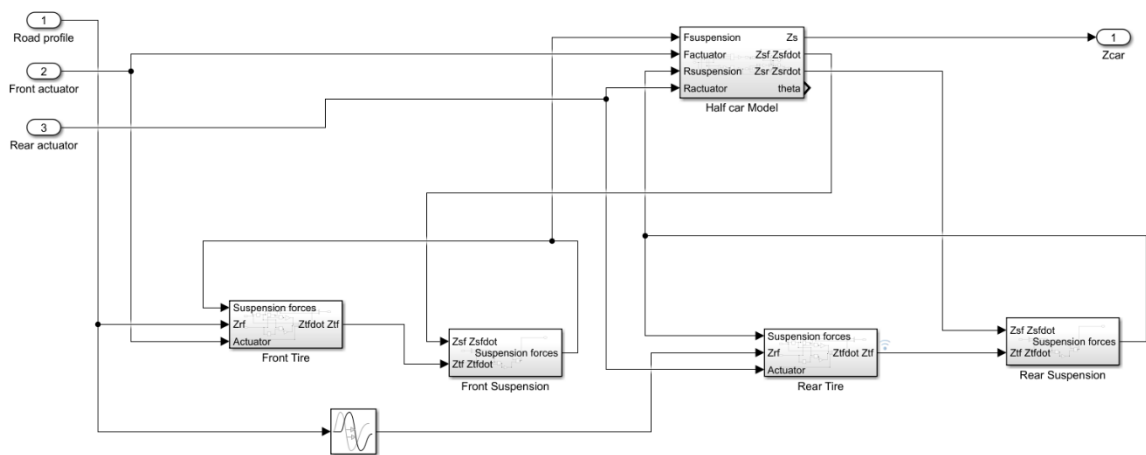 1
Road profile
2
Front actuator
3
Rear actuator
Fsuspension
Factuator
Rsuspension
Ractuator
Zs
Zsf Zsfdot
Zsr Zsrdot
theta
Half car Model
1
Zcar
Suspension forces
Zrf
Actuator
Ztfdot Ztf
Front Tire
Zsf Zsfdot
Suspension forces
Ztf Ztfdot
Front Suspension
Suspension forces
Zrf
Actuator
Ztfdot Ztf
Rear Tire
Zsf Zsfdot
Suspension forces
Ztf Ztfdot
Rear Suspension